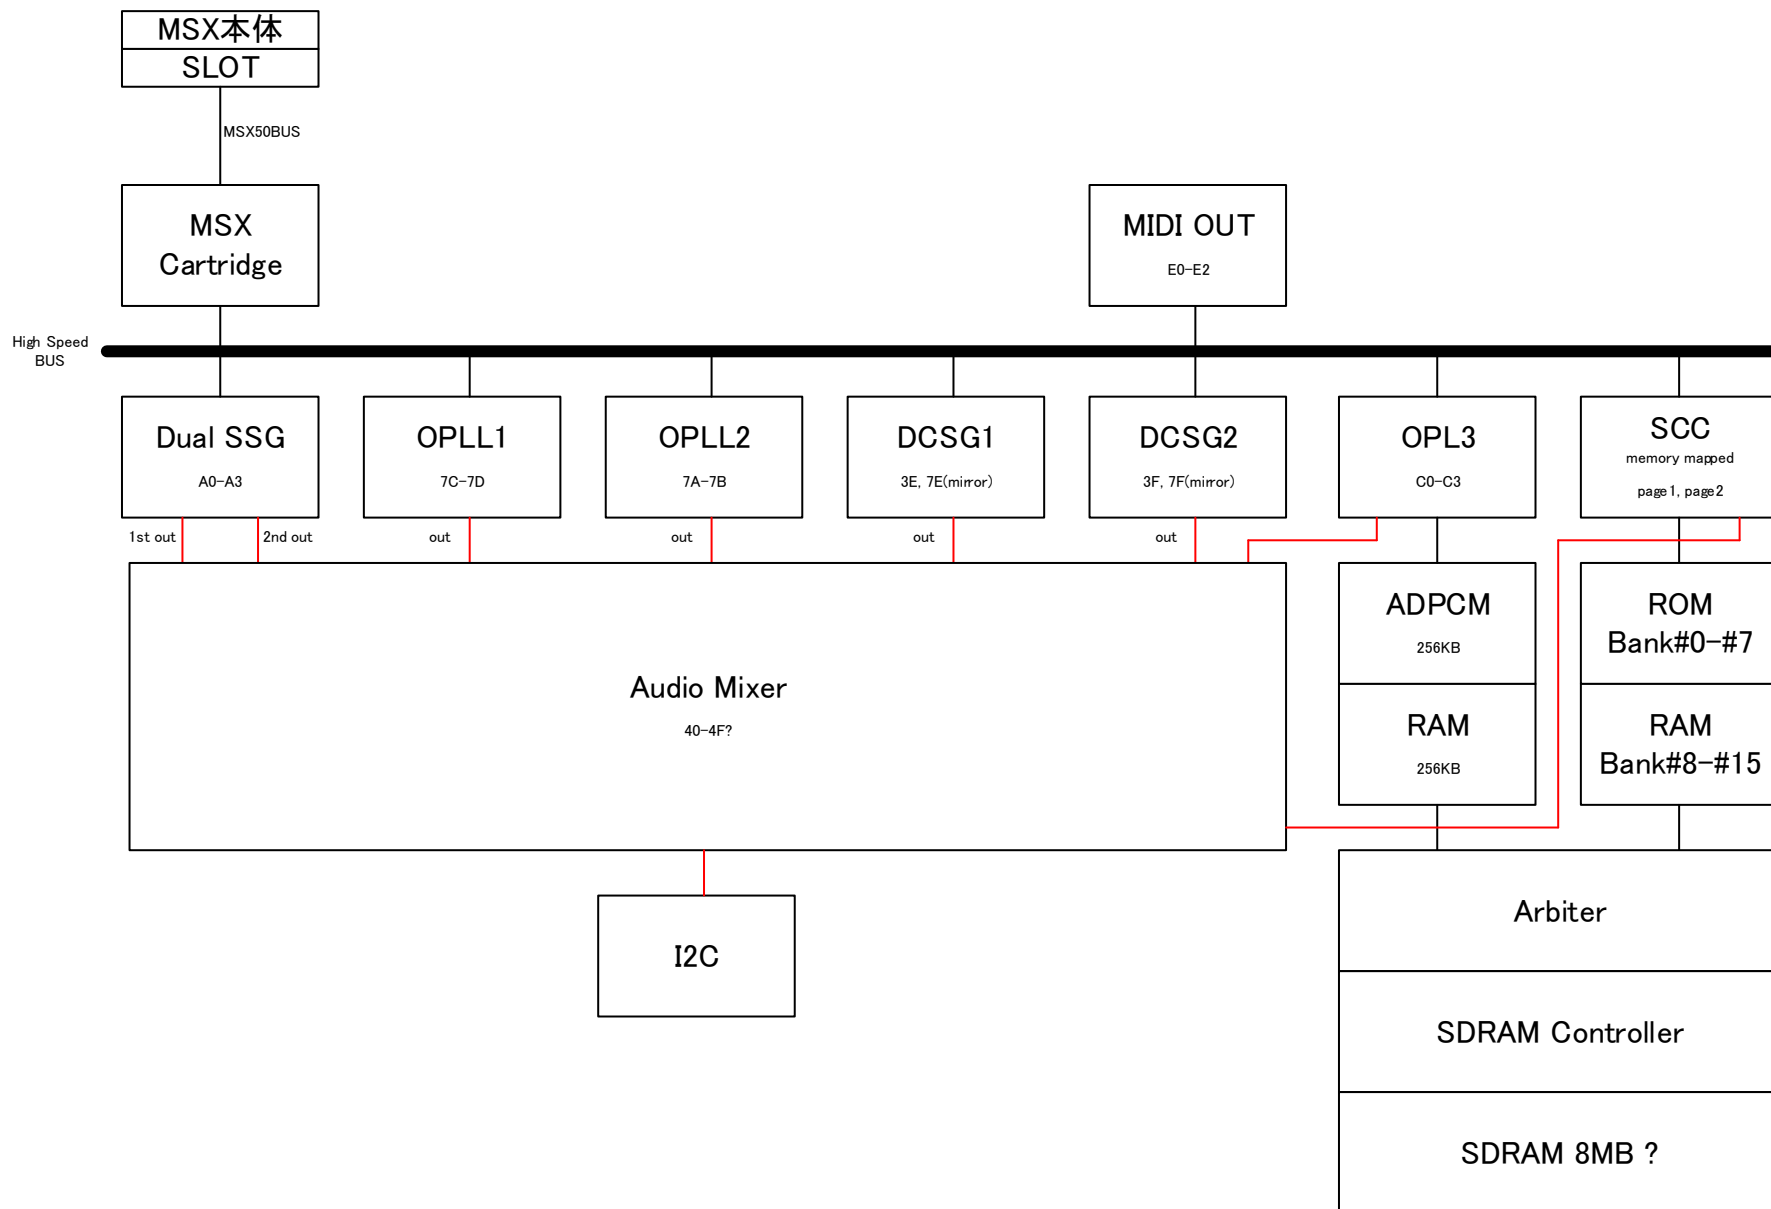 MSX本体
SLOT
MSX50BUS
MSX
Cartridge
MIDI OUT
E0-E2
High Speed
BUS
Dual SSG
A0-A3
OPLL1
7C-7D
OPLL2
7A-7B
DCSG1
3E, 7E(mirror)
DCSG2
3F, 7F(mirror)
OPL3
C0-C3
SCC
memory mapped
page1, page2
1st out
2nd out
out
out
out
out
Audio Mixer
40-4F?
ADPCM
256KB
RAM
256KB
ROM
Bank#0-#7
RAM
Bank#8-#15
I2C
Arbiter
SDRAM Controller
SDRAM 8MB ?